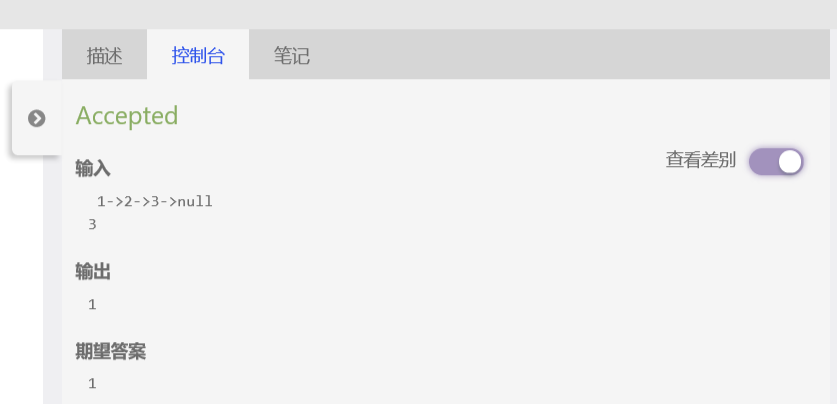 描述 控制台 笔记
Accepted
查看差别
输入
1->2->3->null
3
输出
1
期望答案
1